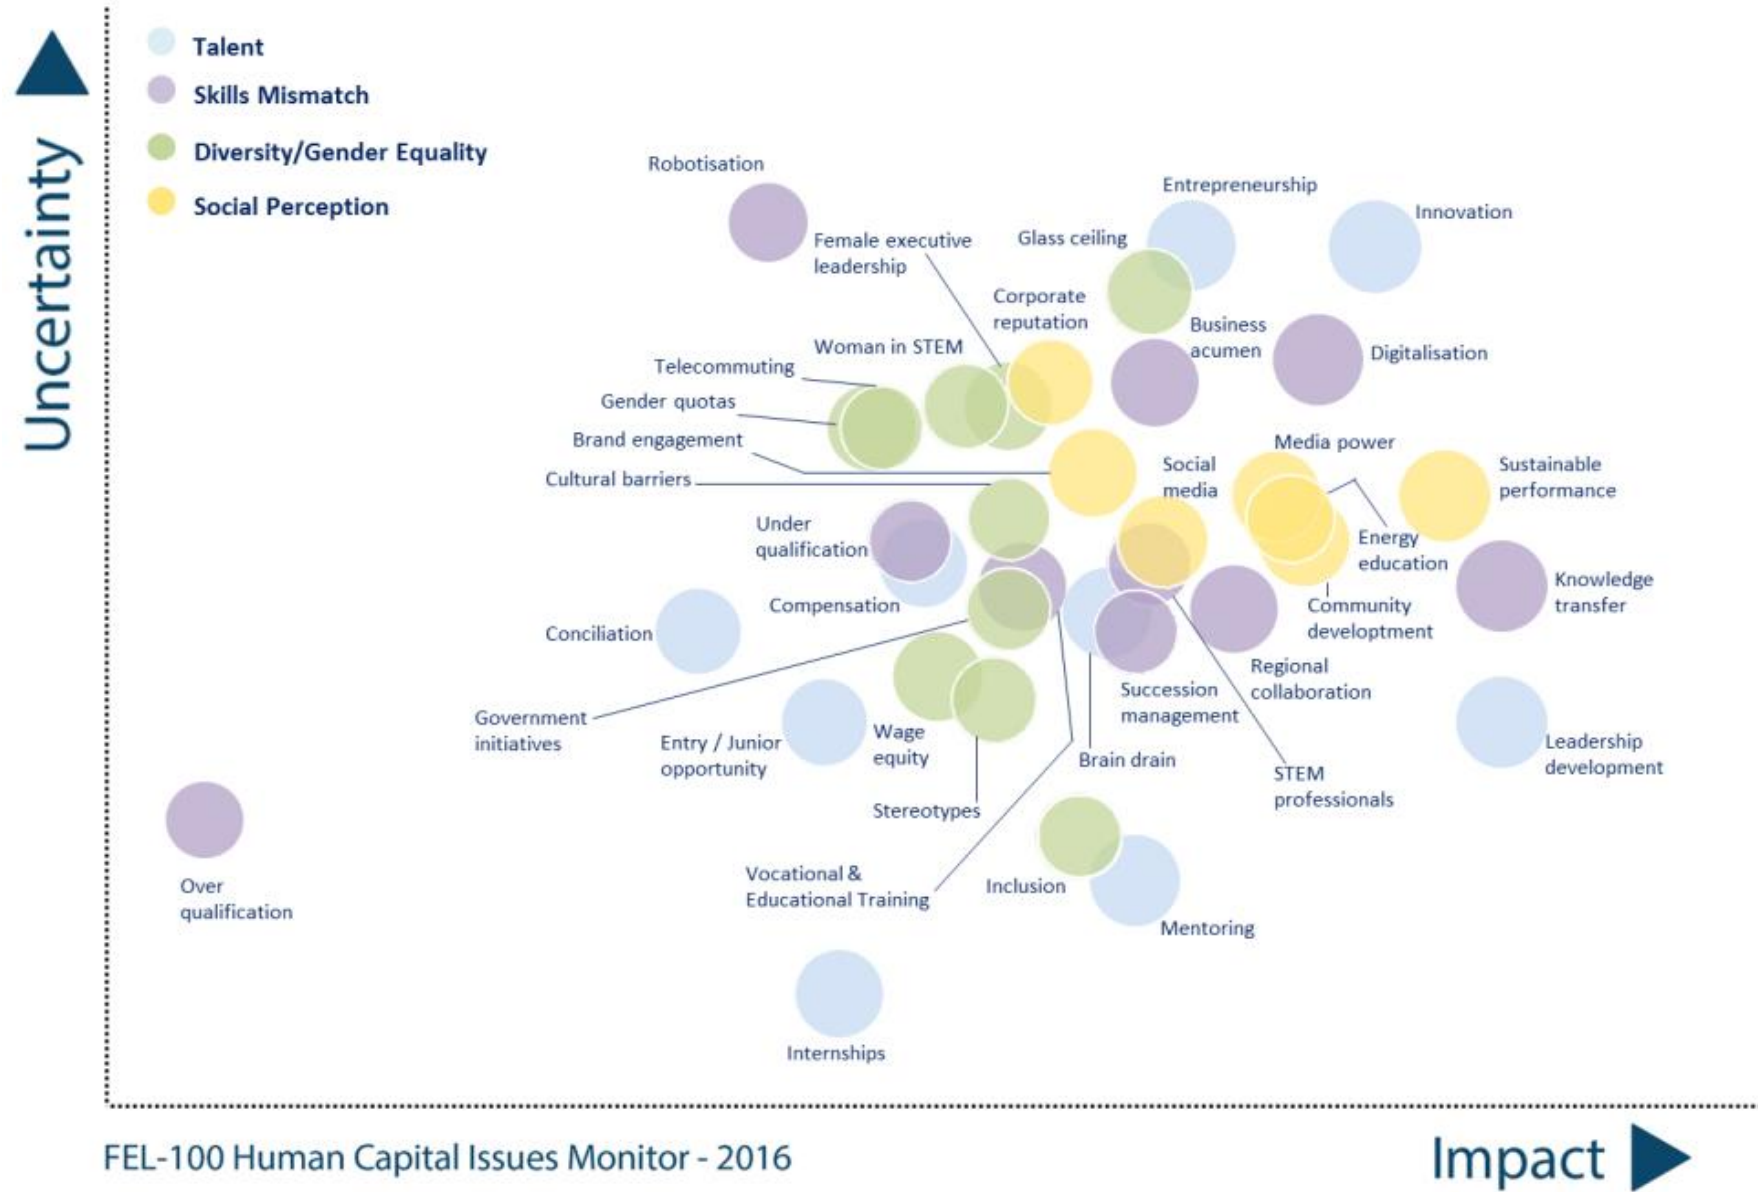 Uncertainty
Talent
Skills Mismatch
Diversity/Gender Equality
Social Perception
Robotisation
Entrepreneurship
Innovation
Female executive
leadership
Glass ceiling
Corporate
reputation
Business
acumen
Digitalisation
Woman in STEM
Telecommuting
Gender quotas
Brand engagement
Cultural barriers
Media power
Social
media
Sustainable
performance
Under
qualification
Energy
education
Knowledge
transfer
Compensation
Community
developtment
Conciliation
Regional
collaboration
Succession
management
Government
initiatives
Entry / Junior
opportunity
Wage
equity
Brain drain
Leadership
development
STEM
professionals
Stereotypes
Vocational &
Educational Training
Inclusion
Over
qualification
Mentoring
Internships
FEL-100 Human Capital Issues Monitor - 2016
Impact